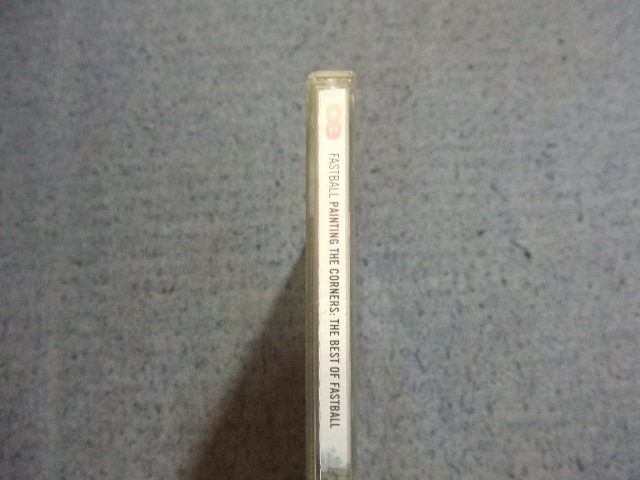 FASTBALL PAINTING THE CORNERS: THE BEST OF FASTBALL